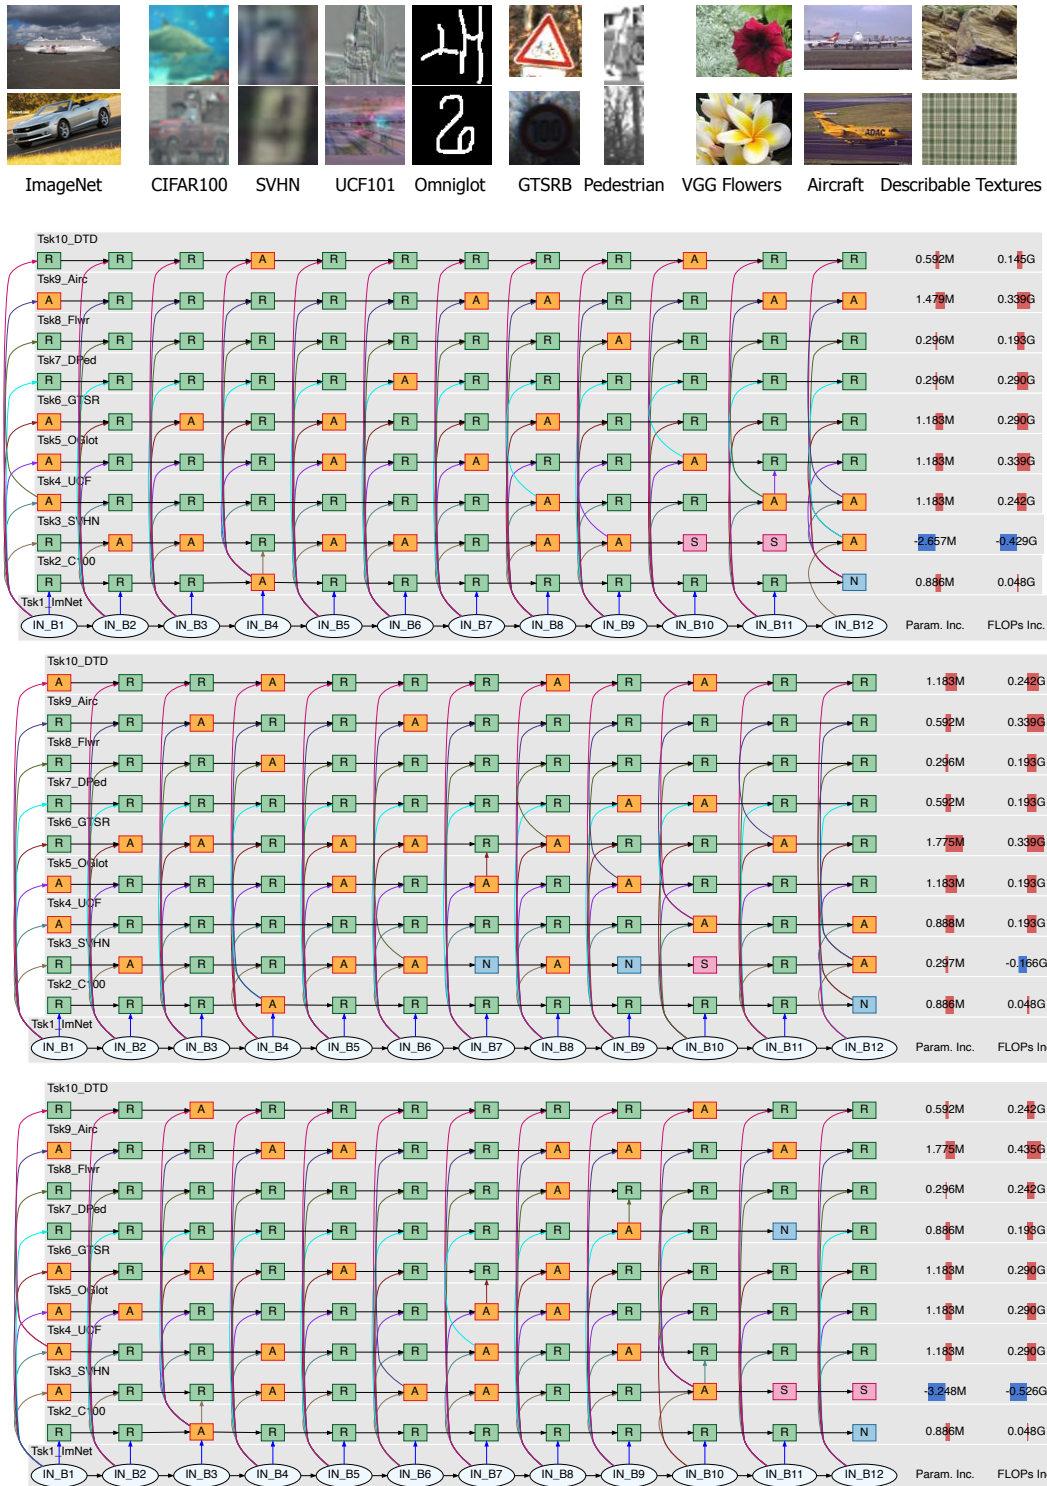 100
ADAC
ImageNet CIFAR100 SVHN UCF101 Omniglot GTSRB Pedestrian VGG Flowers Aircraft Describable Textures
Tsk10_DTD
R R R A R R R R R A R R 0.592M 0.145G
Tsk9_Airc
A R R R R R A A R R A A 1.479M 0.339G
Tsk8_Flwr
R R R R R R R R A R R R 0.296M 0.193G
Tsk7_DPed
R R R R R A R R R R R R 0.296M 0.290G
Tsk6_GTSR
A R A R A R R A R R R R 1.183M 0.290G
Tsk5_OGlot
A R R R A R A R R A R R 1.183M 0.339G
Tsk4_UCF
A R R R R R R A R R A A 1.183M 0.242G
Tsk3_SVHN
R A A R A A R A A S S A -2.657M -0.429G
Tsk2_C100
R R R A R R R R R R R N 0.886M 0.048G
Tsk1_ImNet
IN_B1 IN_B2 IN_B3 IN_B4 IN_B5 IN_B6 IN_B7 IN_B8 IN_B9 IN_B10 IN_B11 IN_B12 Param. Inc. FLOPs Inc.
Tsk10_DTD
A R R A R R R A R A R R 1.183M 0.242G
Tsk9_Airc
R R A R R A R R R R R R 0.592M 0.339G
Tsk8_Flwr
R R R A R R R R R R R R 0.296M 0.193G
Tsk7_DPed
R R R R R R R R A A R R 0.592M 0.193G
Tsk6_GTSR
R A A R A A R A R R A R 1.775M 0.339G
Tsk5_OGlot
A R R R A R A R A R R R 1.183M 0.193G
Tsk4_UCF
A R R R R R R R R A R A 0.888M 0.193G
Tsk3_SVHN
R A R R A A N A N S R A 0.297M -0.166G
Tsk2_C100
R R R A R R R R R R R N 0.886M 0.048G
Tsk1_ImNet
IN_B1 IN_B2 IN_B3 IN_B4 IN_B5 IN_B6 IN_B7 IN_B8 IN_B9 IN_B10 IN_B11 IN_B12 Param. Inc. FLOPs Inc
Tsk10_DTD
R R A R R R R R R A R R 0.592M 0.242G
Tsk9_Airc
A R R A A R R A A R A R 1.775M 0.435G
Tsk8_Flwr
R R R R R R R A R R R R 0.296M 0.242G
Tsk7_DPed
R R R R R R R R A R N R 0.886M 0.193G
Tsk6_GTSR
A R A R A R R A R R R R 1.183M 0.290G
Tsk5_OGlot
A A R R R R A A R R R R 1.183M 0.290G
Tsk4_UCF
A R R A R R A R A R R R 1.183M 0.290G
Tsk3_SVHN
A R R R R A A R R A S S -3.248M -0.526G
Tsk2_C100
R R A R R R R R R R R N 0.886M 0.048G
Tsk1_ImNet
IN_B1 IN_B2 IN_B3 IN_B4 IN_B5 IN_B6 IN_B7 IN_B8 IN_B9 IN_B10 IN_B11 IN_B12 Param. Inc. FLOPs Inc